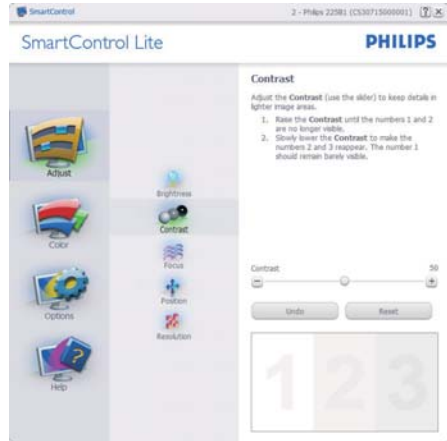 SmartControl
2 - Philips 225B1 (CS30715000001)
SmartControl Lite
PHILIPS
Adjust
Color
Options
Help
Brightness
Contrast
Focus
Position
Resolution
Contrast
Adjust the Contrast (use the slider) to keep details in
lighter image areas.
1. Raise the Contrast until the numbers 1 and 2
are no longer visible.
2. Slowly lower the Contrast to make the
numbers 2 and 3 reappear. The number 1
should remain barely visible.
Contrast 50
Undo Reset
1 2 3